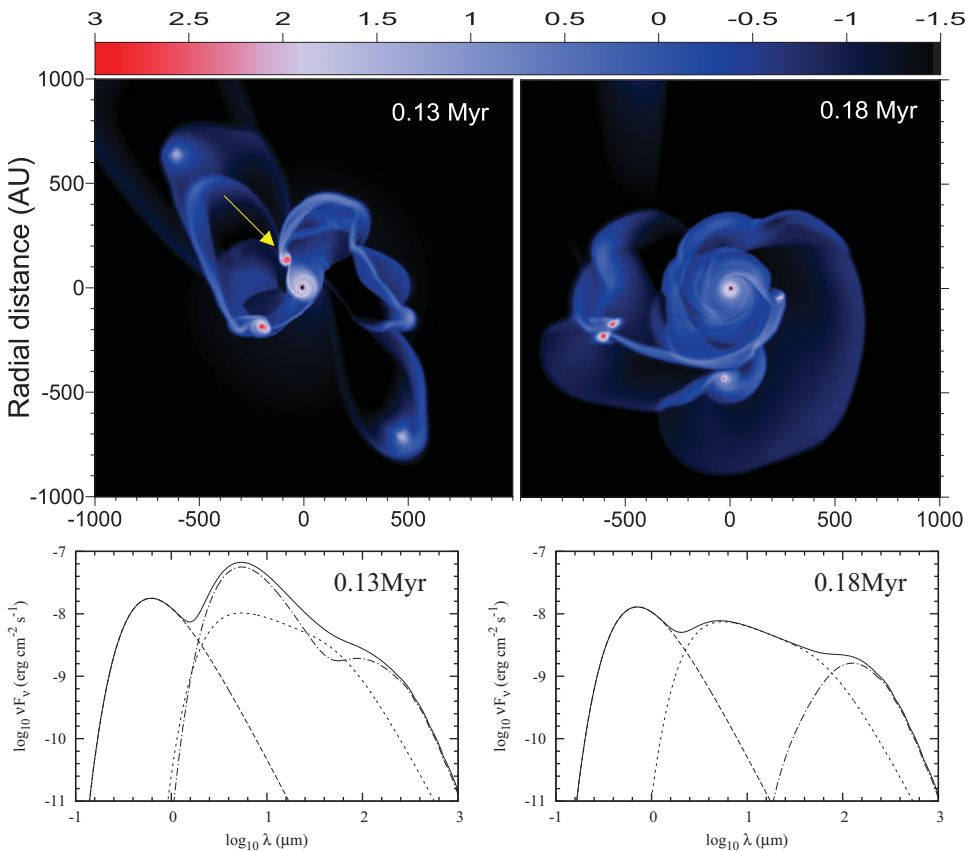 3 2.5 2 1.5 1 0.5 0 -0.5 -1 -1.5
1000
0.13 Myr
0.18 Myr
500
Radial distance (AU)
0
-500
-1000
-1000 -500 0 500 -500 0 500 1000
-7
0.13Myr
-8
log10 νFν (erg cm-2 s-1)
-9
-10
-11
-1 0 1 2 3
log10 λ (μm)
-7
0.18Myr
-8
log10 νFν (erg cm-2 s-1)
-9
-10
-11
-1 0 1 2 3
log10 λ (μm)